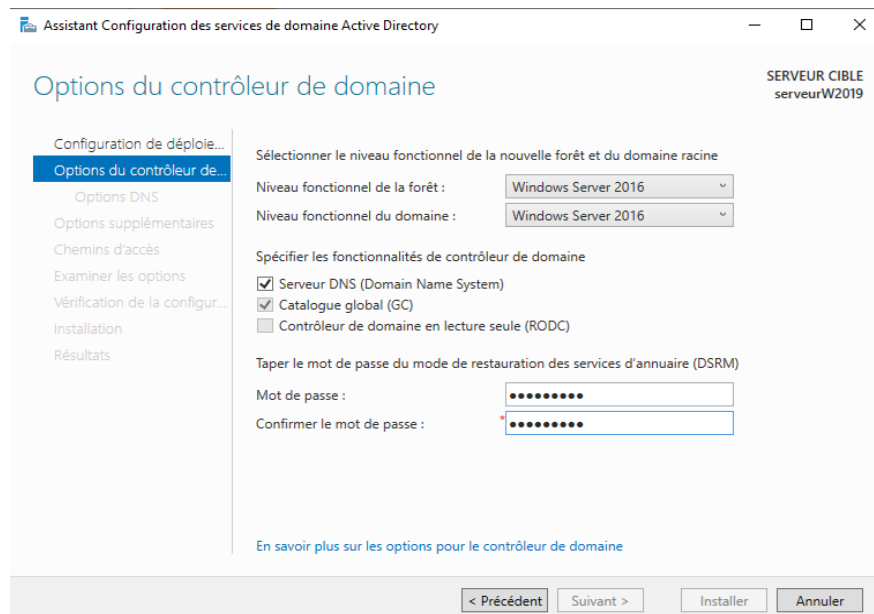 Assistant Configuration des services de domaine Active Directory
Options du contrôleur de domaine
SERVEUR CIBLE
serveurW2019
Configuration de déploie...
Options du contrôleur de...
Options DNS
Options supplémentaires
Chemins d'accès
Examiner les options
Vérification de la configur...
Installation
Résultats
Sélectionner le niveau fonctionnel de la nouvelle forêt et du domaine racine
Niveau fonctionnel de la forêt : Windows Server 2016
Niveau fonctionnel du domaine : Windows Server 2016
Spécifier les fonctionnalités de contrôleur de domaine
Serveur DNS (Domain Name System)
Catalogue global (GC)
Contrôleur de domaine en lecture seule (RODC)
Taper le mot de passe du mode de restauration des services d'annuaire (DSRM)
Mot de passe : •••••••••
Confirmer le mot de passe : * •••••••••
En savoir plus sur les options pour le contrôleur de domaine
< Précédent Suivant > Installer Annuler